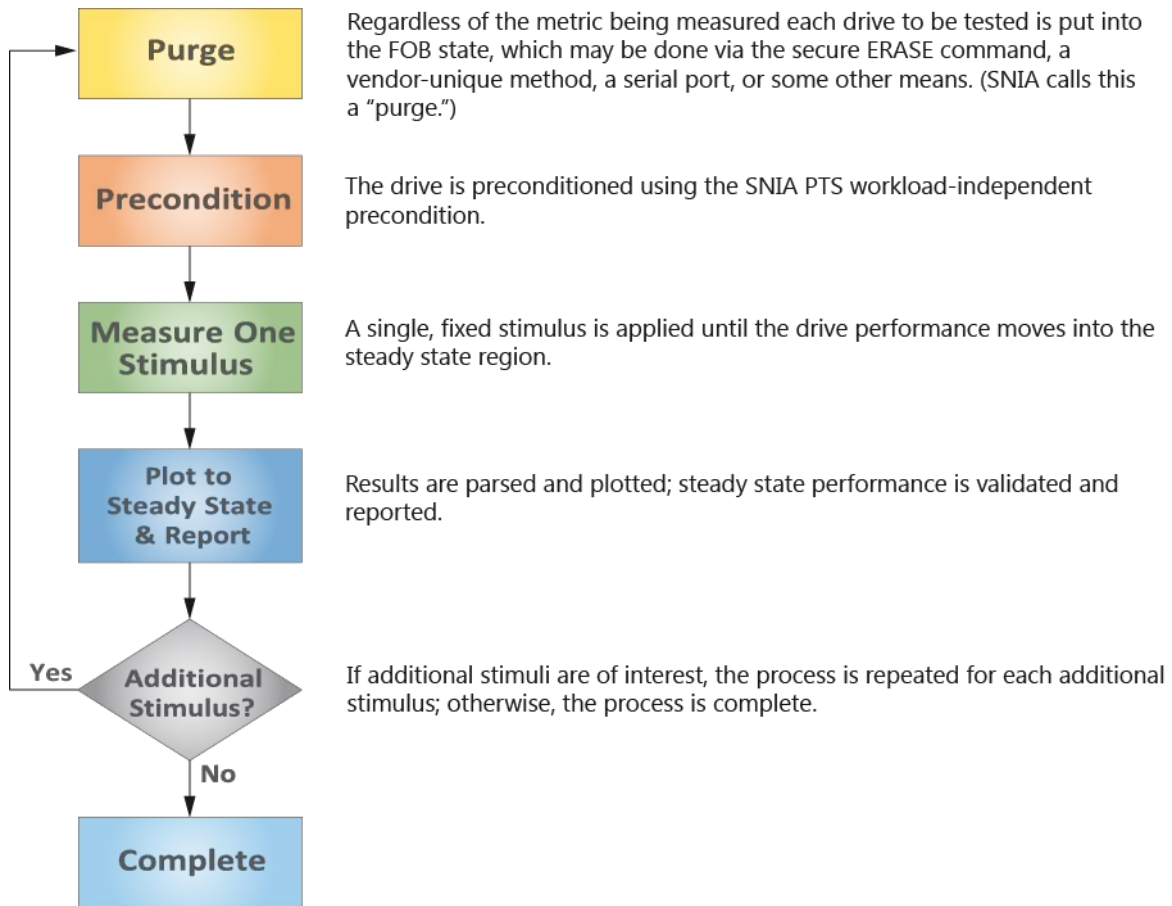 Purge
Regardless of the metric being measured each drive to be tested is put into
the FOB state, which may be done via the secure ERASE command, a
vendor-unique method, a serial port, or some other means. (SNIA calls this
a “purge.”)
Precondition
The drive is preconditioned using the SNIA PTS workload-independent
precondition.
Measure One
Stimulus
A single, fixed stimulus is applied until the drive performance moves into the
steady state region.
Plot to
Steady State
& Report
Results are parsed and plotted; steady state performance is validated and
reported.
Yes
Additional
Stimulus?
If additional stimuli are of interest, the process is repeated for each additional
stimulus; otherwise, the process is complete.
No
Complete